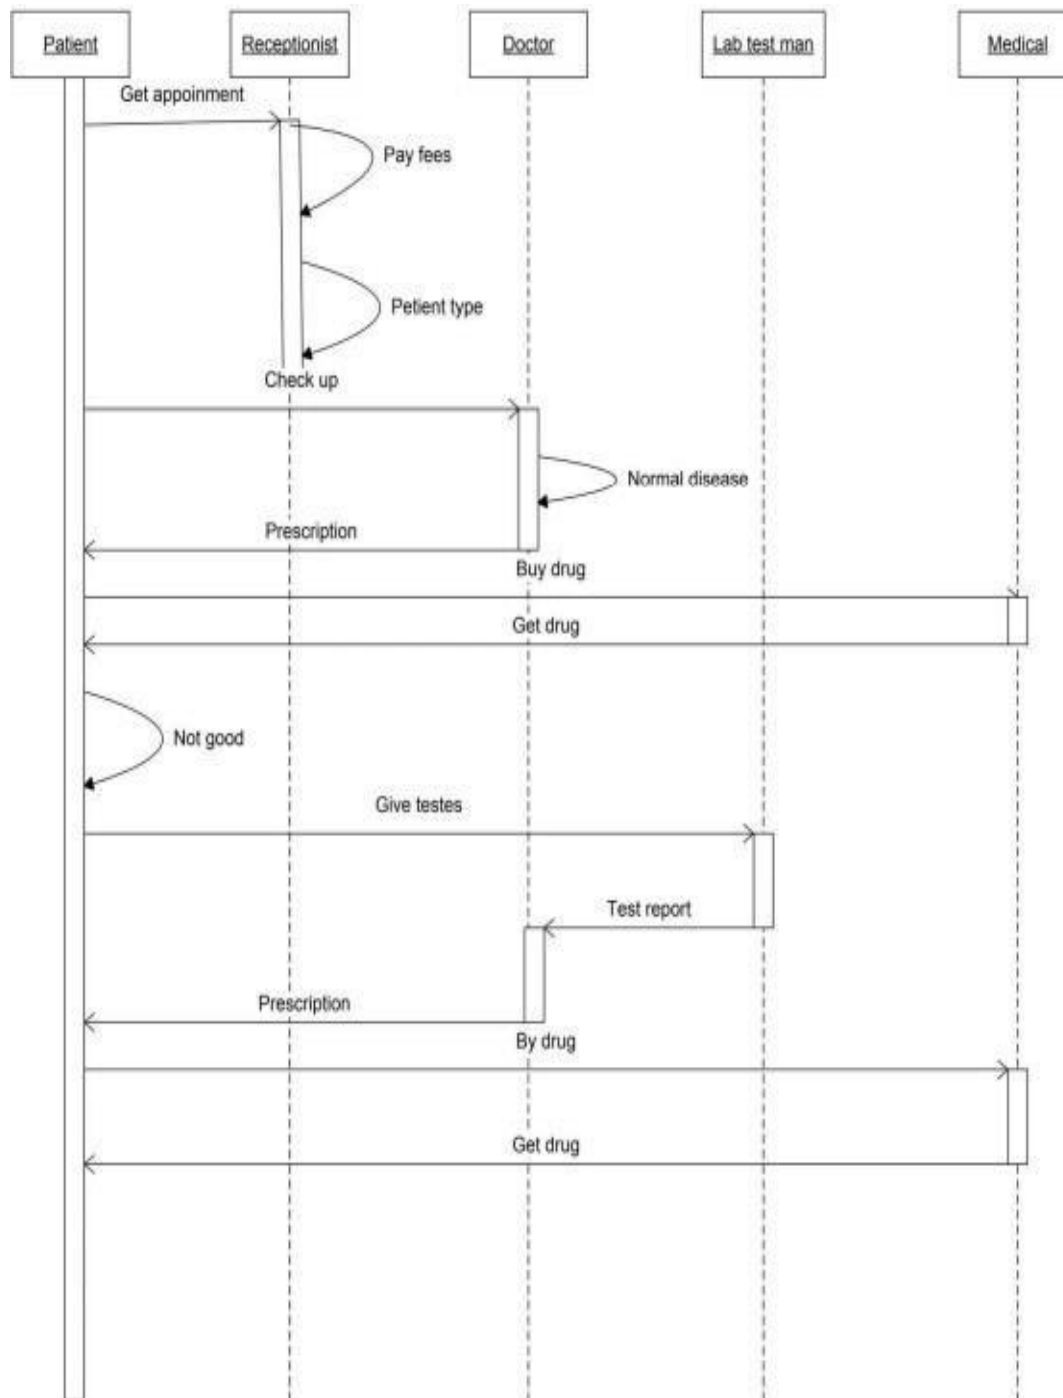 Patient
Receptionist
Doctor
Lab test man
Medical
Get appoinment
Pay fees
Petient type
Check up
Normal disease
Prescription
Buy drug
Get drug
Not good
Give testes
Test report
Prescription
By drug
Get drug